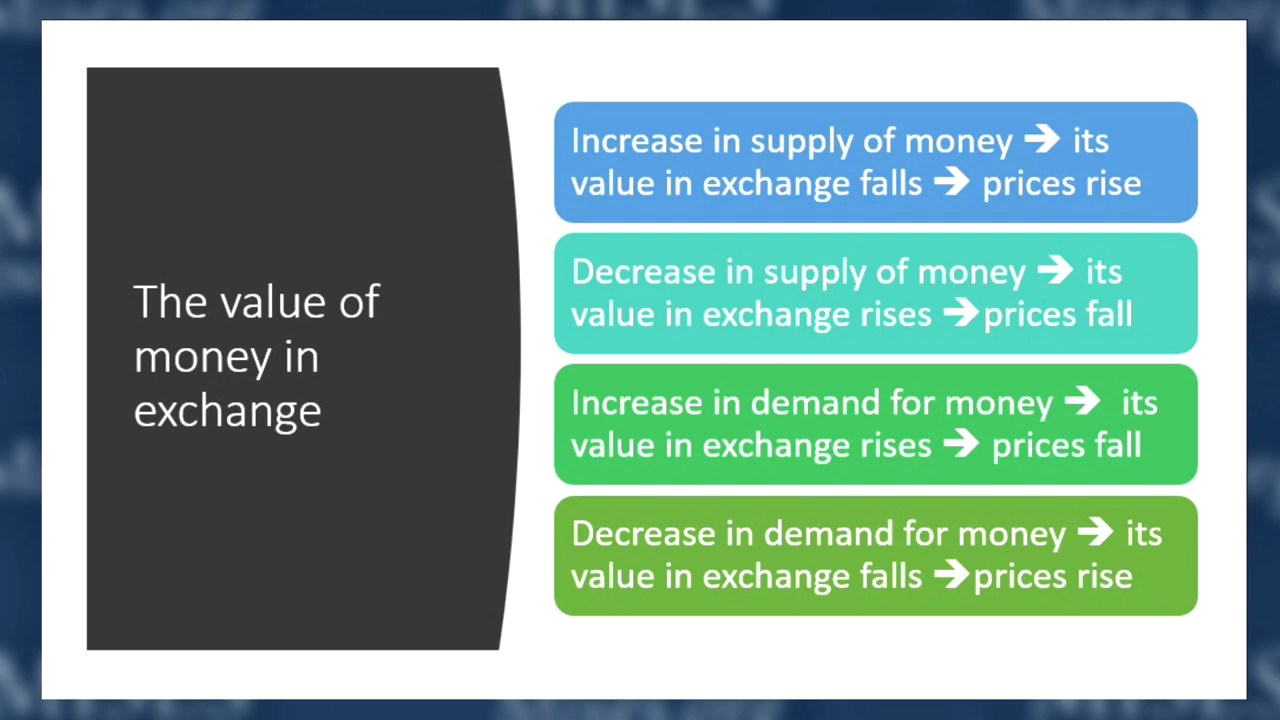 The value of
money in
exchange
Increase in supply of money ➔ its
value in exchange falls ➔ prices rise
Decrease in supply of money ➔ its
value in exchange rises ➔prices fall
Increase in demand for money ➔ its
value in exchange rises ➔ prices fall
Decrease in demand for money ➔ its
value in exchange falls ➔prices rise